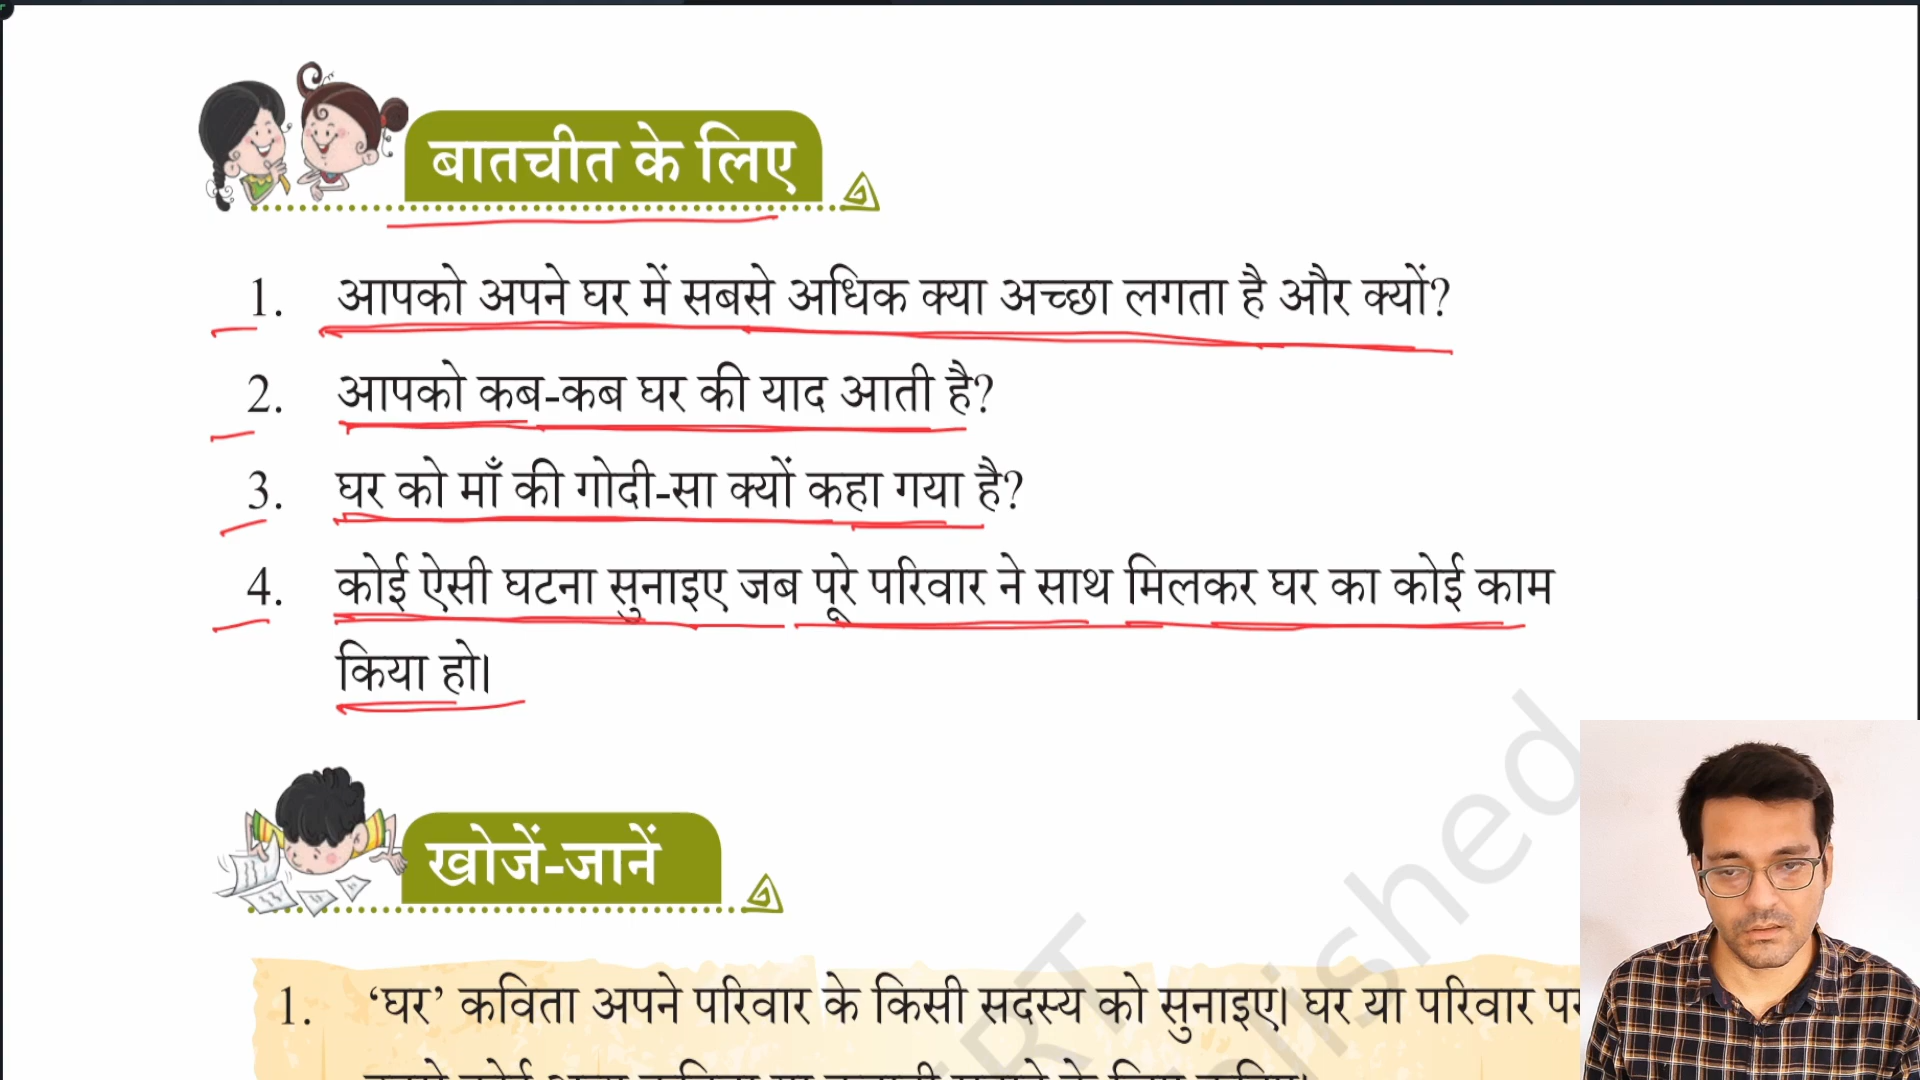 बातचीत के लिए
1. आपको अपने घर में सबसे अधिक क्या अच्छा लगता है और क्यों?
2. आपको कब-कब घर की याद आती है?
3. घर को माँ की गोदी-सा क्यों कहा गया है?
4. कोई ऐसी घटना सुनाइए जब पूरे परिवार ने साथ मिलकर घर का कोई काम
किया हो।
खोजें-जानें
1. ‘घर’ कविता अपने परिवार के किसी सदस्य को सुनाइए। घर या परिवार